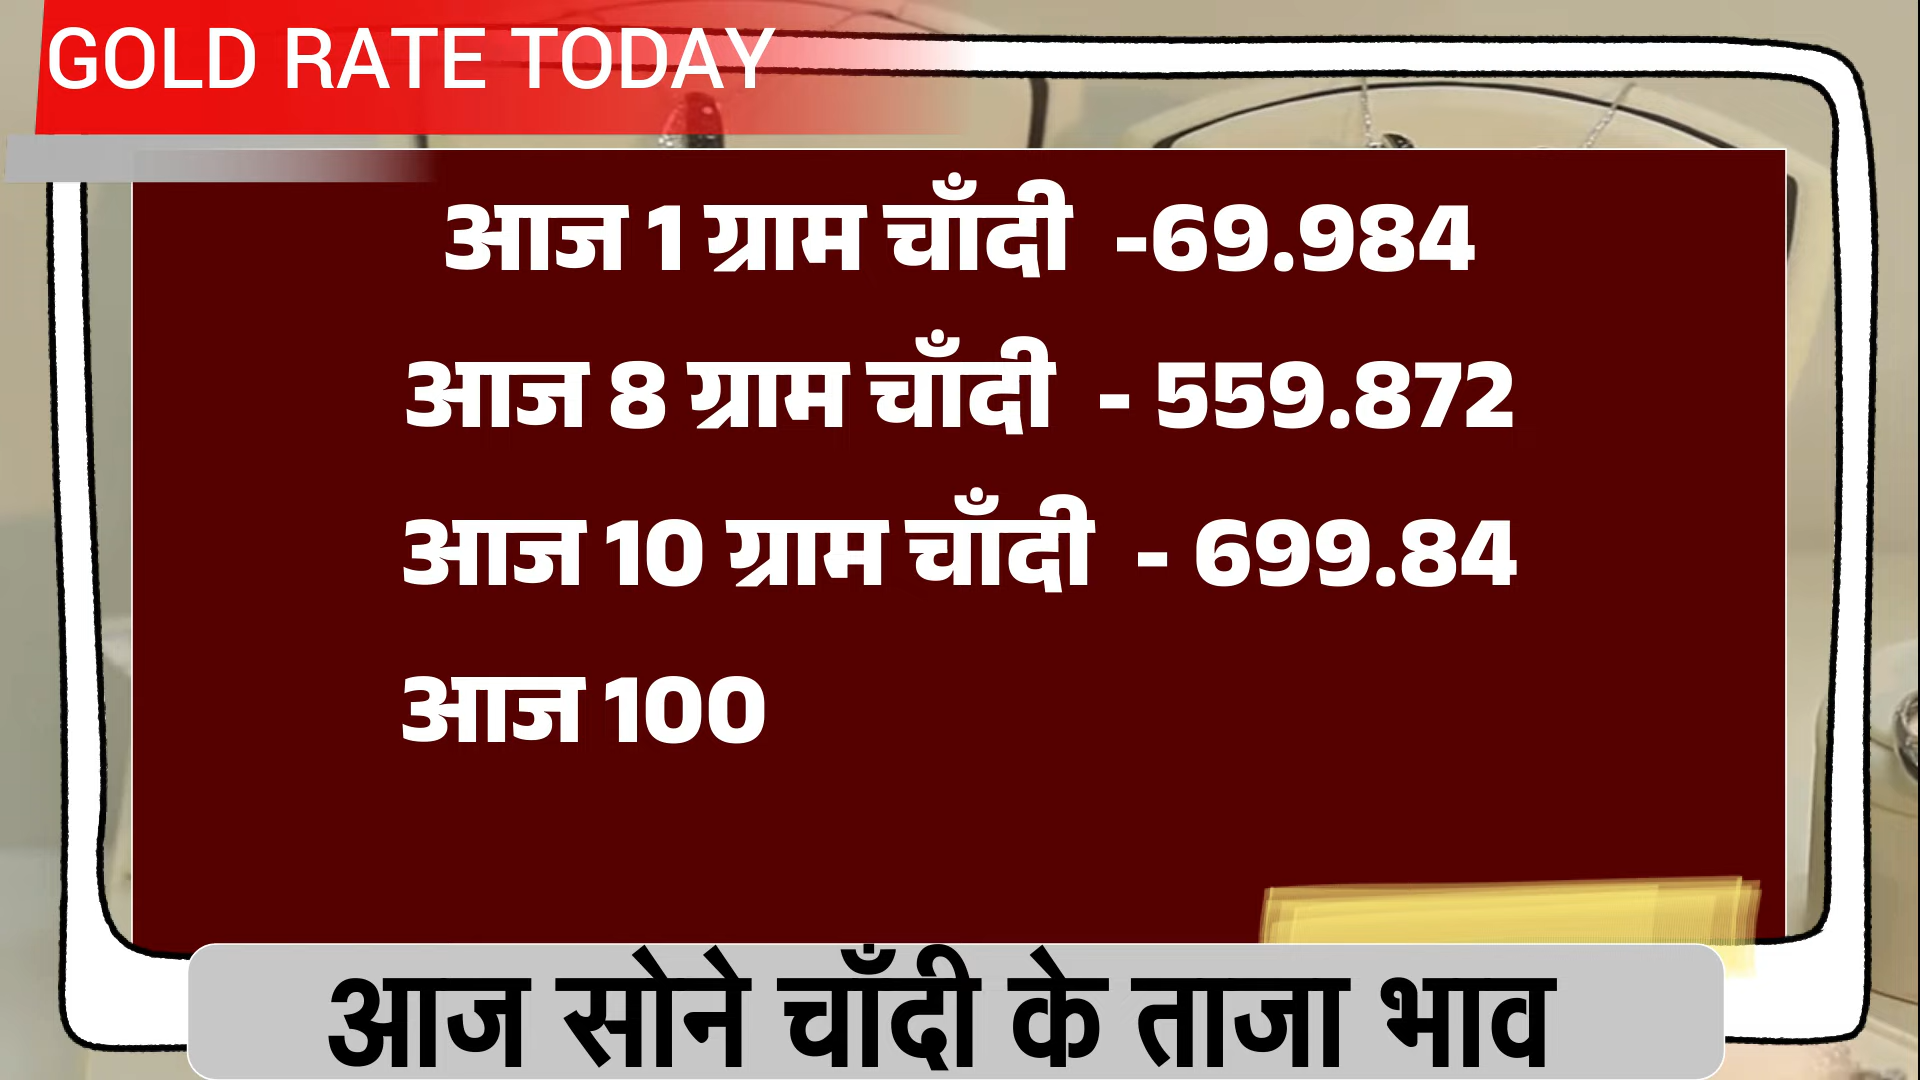 GOLD RATE TODAY
आज 1 ग्राम चाँदी -69.984
आज 8 ग्राम चाँदी - 559.872
आज 10 ग्राम चाँदी - 699.84
आज 100
आज सोने चाँदी के ताजा भाव